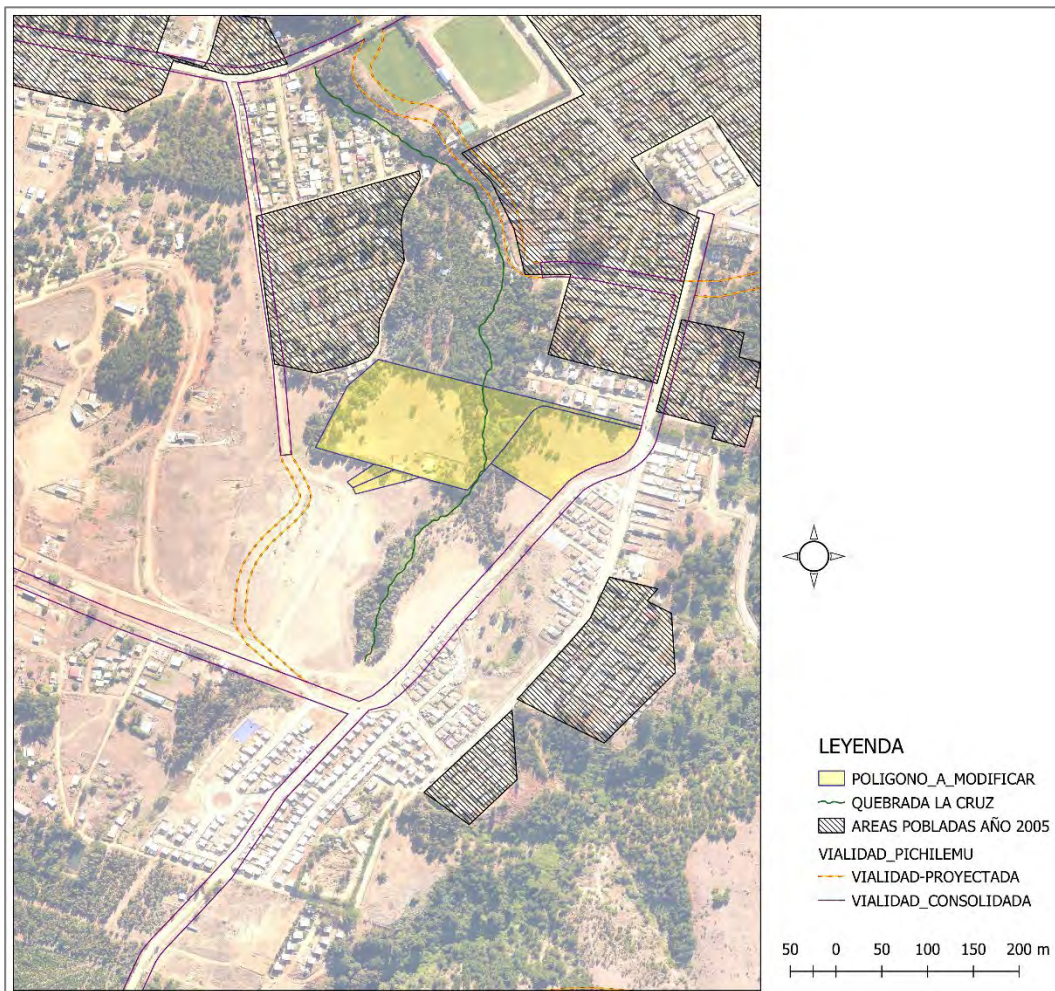 LEYENDA
POLIGONO_A_MODIFICAR
QUEBRADA LA CRUZ
AREAS POBLADAS AÑO 2005
VIALIDAD_PICHILEMU
VIALIDAD-PROYECTADA
VIALIDAD_CONSOLIDADA
50 0 50 100 150 200 m